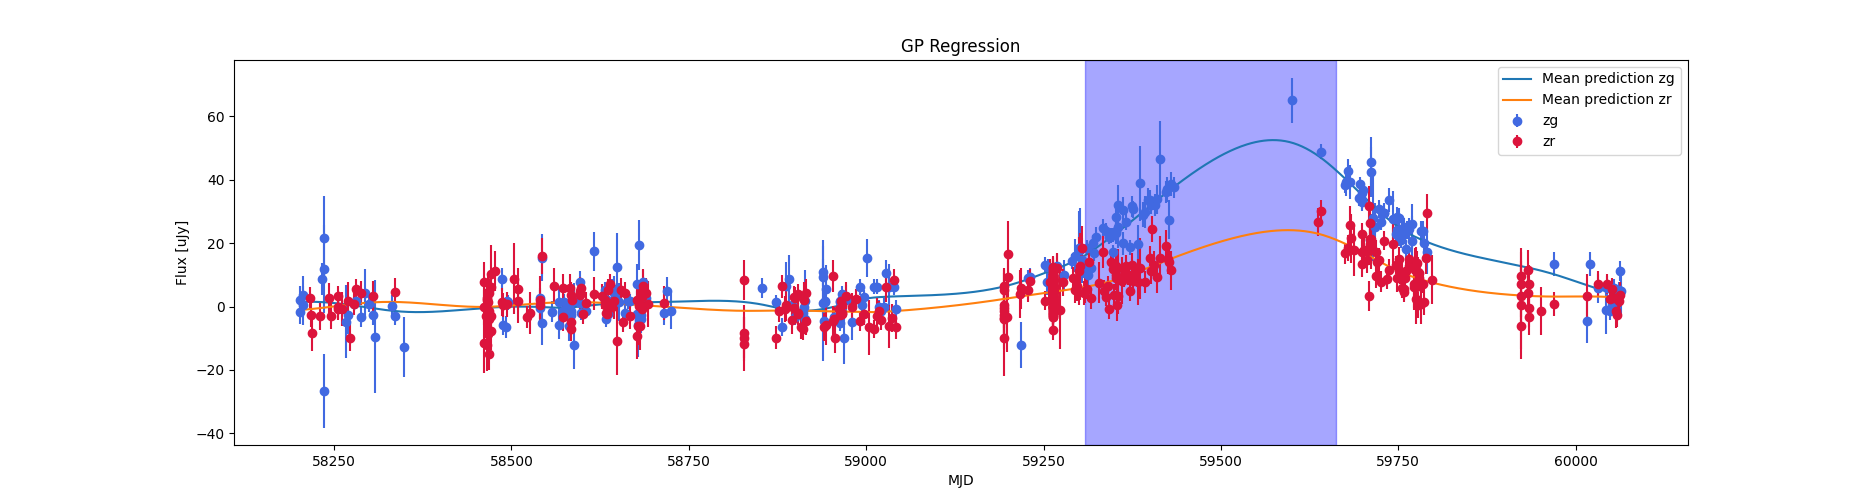 GP Regression
Flux [uJy]
60
40
20
0
−20
−40
Mean prediction zg
Mean prediction zr
zg
zr
58250
58500
58750
59000
59250
59500
59750
60000
MJD